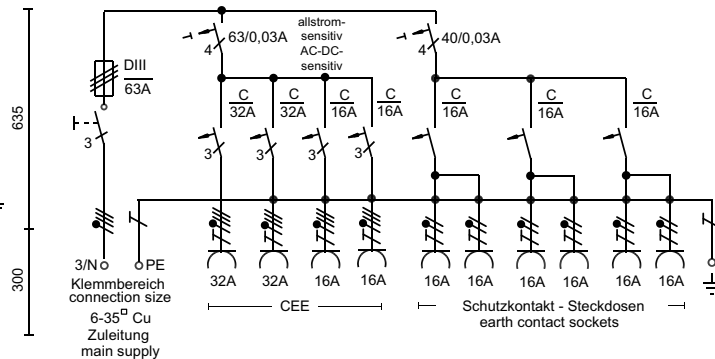 63/0,03A
4
allstrom-
sensitiv
AC-DC-
sensitiv
40/0,03A
4
DIII
63A
635
3
C
32A
C
32A
C
16A
C
16A
C
16A
C
16A
C
16A
3
3
3
3
300
3/N
PE
32A
32A
16A
16A
16A
16A
16A
16A
16A
16A
Klemmbereich
connection size
6-35□ Cu
Zuleitung
main supply
CEE
Schutzkontakt - Steckdosen
earth contact sockets